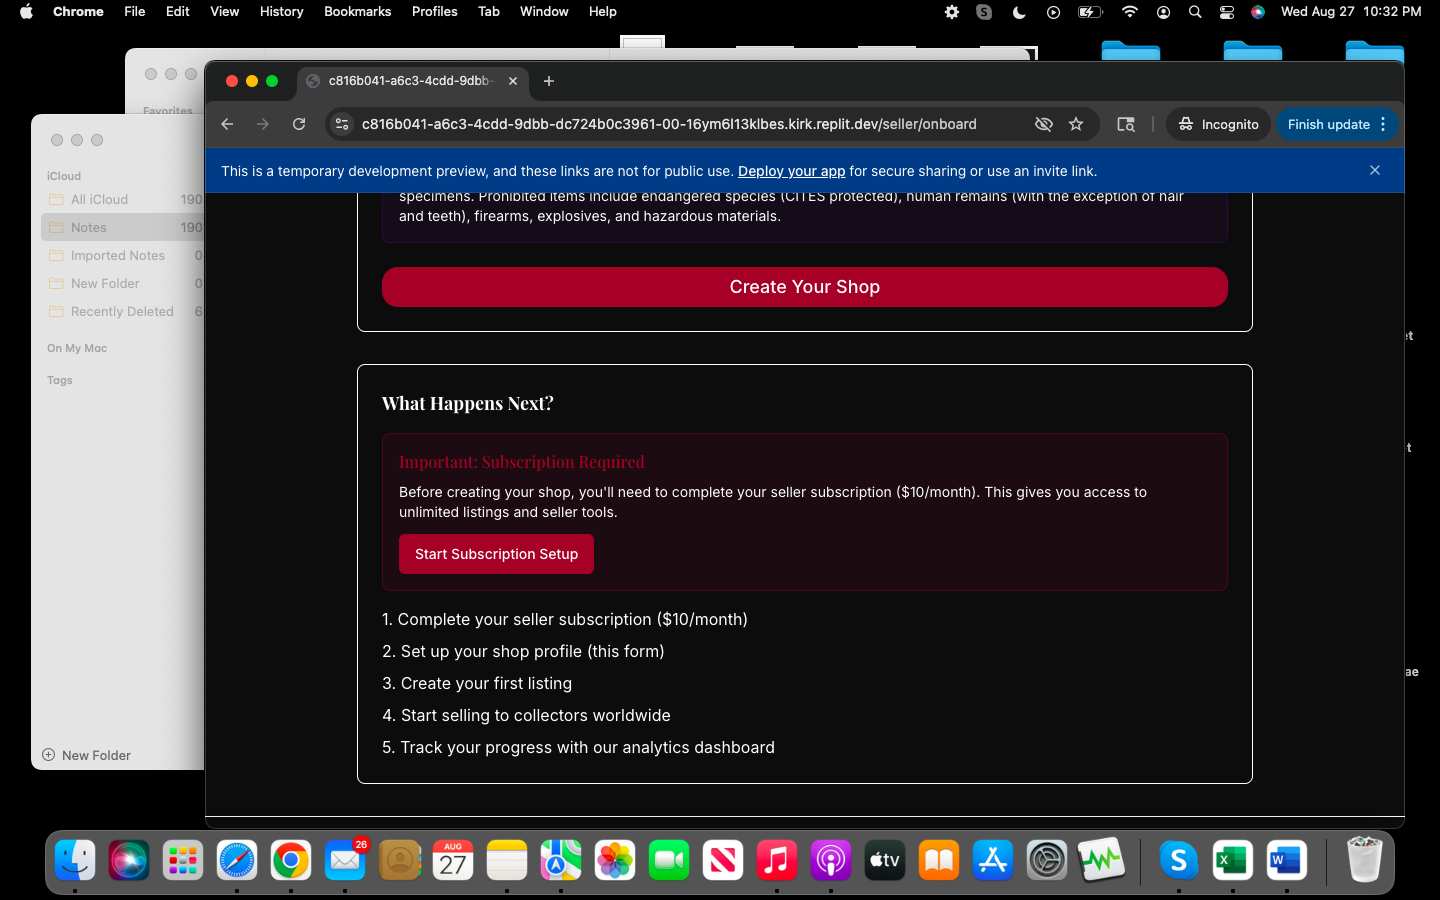 Chrome File Edit View History Bookmarks Profiles Tab Window Help Wed Aug 27 10:32 PM
Favorites
c816b041-a6c3-4cdd-9dbb-
c816b041-a6c3-4cdd-9dbb-dc724b0c3961-00-16ym6l13klbes.kirk.replit.dev/seller/onboard
Incognito
Finish update
This is a temporary development preview, and these links are not for public use. Deploy your app for secure sharing or use an invite link.
iCloud
All iCloud 190
Notes 190
Imported Notes 0
New Folder 0
Recently Deleted 6
On My Mac
Tags
New Folder
specimens. Prohibited items include endangered species (CITES protected), human remains (with the exception of hair
and teeth), firearms, explosives, and hazardous materials.
Create Your Shop
What Happens Next?
Important: Subscription Required
Before creating your shop, you'll need to complete your seller subscription ($10/month). This gives you access to
unlimited listings and seller tools.
Start Subscription Setup
1. Complete your seller subscription ($10/month)
2. Set up your shop profile (this form)
3. Create your first listing
4. Start selling to collectors worldwide
5. Track your progress with our analytics dashboard
et
t
ae
26
AUG
27
tv
S
X
W